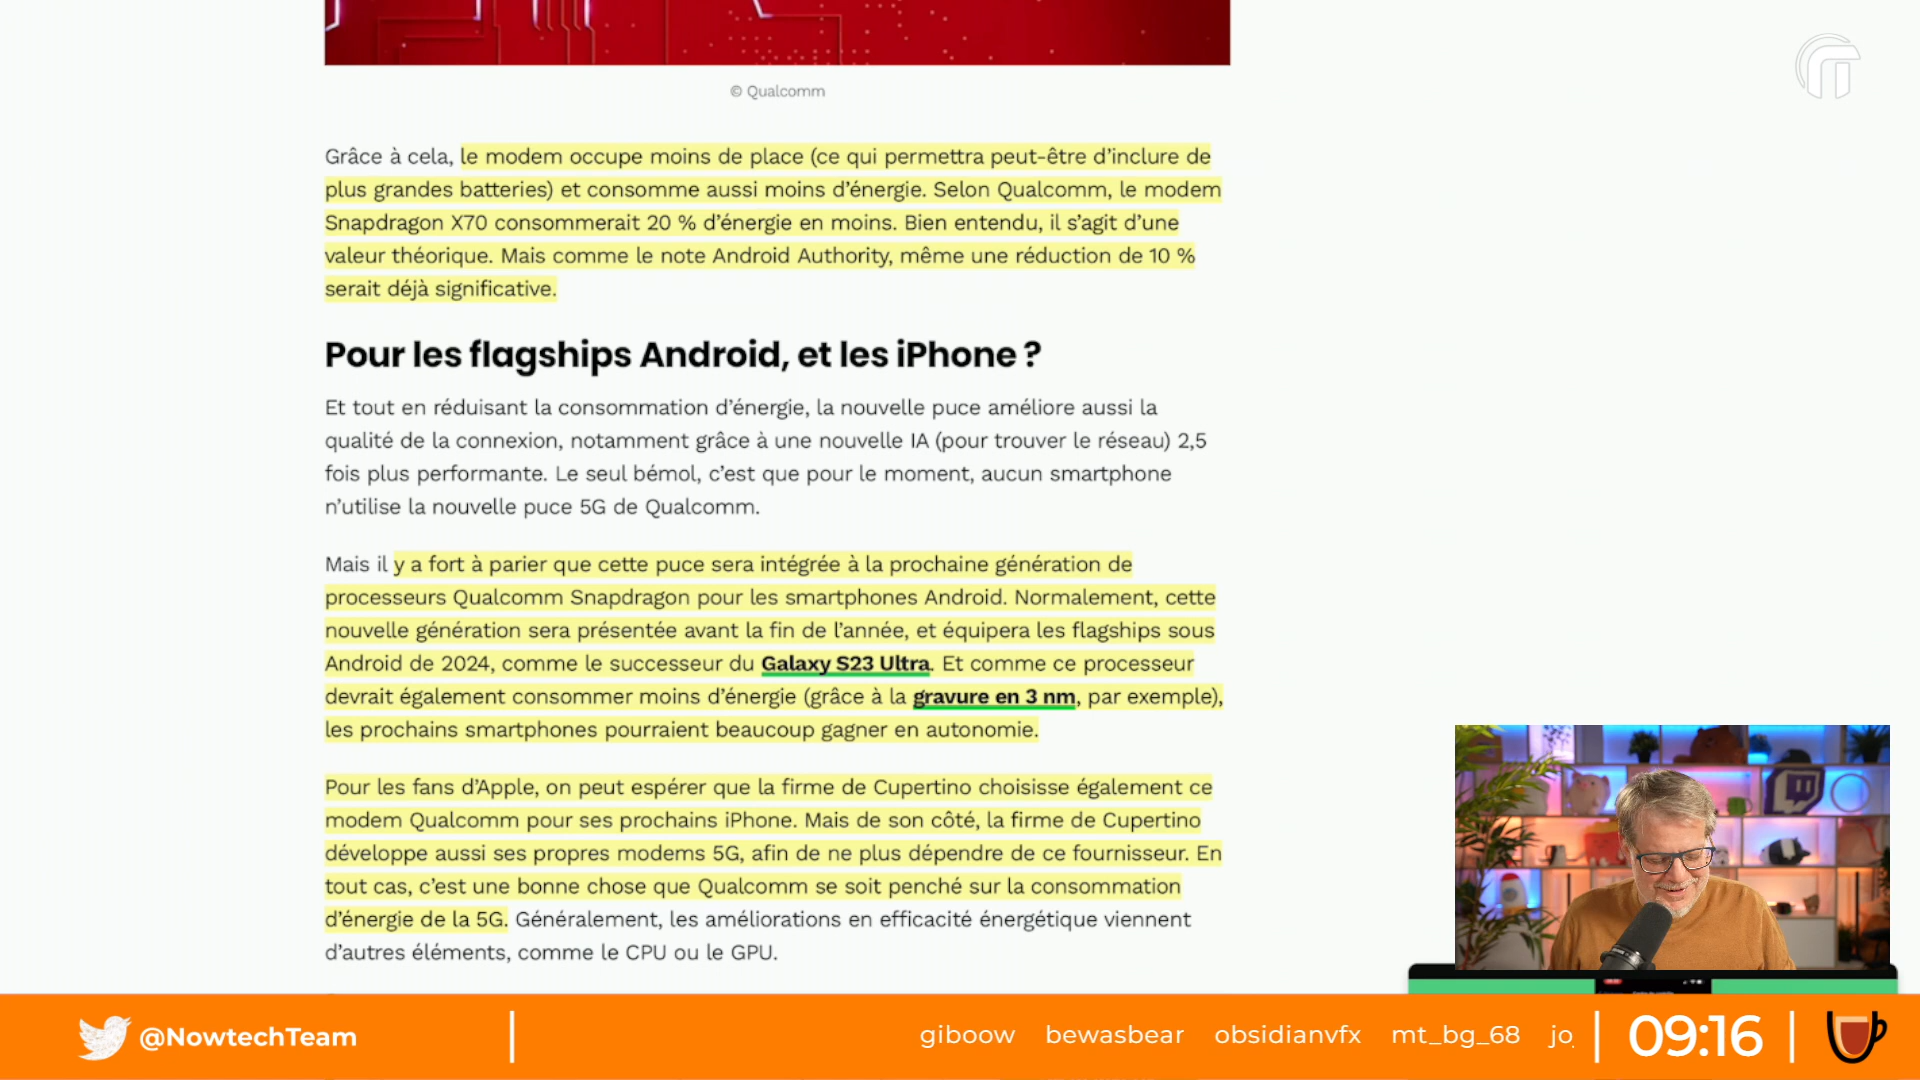 © Qualcomm
Grâce à cela, le modem occupe moins de place (ce qui permettra peut-être d’inclure de
plus grandes batteries) et consomme aussi moins d’énergie. Selon Qualcomm, le modem
Snapdragon X70 consommerait 20 % d’énergie en moins. Bien entendu, il s’agit d’une
valeur théorique. Mais comme le note Android Authority, même une réduction de 10 %
serait déjà significative.
Pour les flagships Android, et les iPhone ?
Et tout en réduisant la consommation d’énergie, la nouvelle puce améliore aussi la
qualité de la connexion, notamment grâce à une nouvelle IA (pour trouver le réseau) 2,5
fois plus performante. Le seul bémol, c’est que pour le moment, aucun smartphone
n’utilise la nouvelle puce 5G de Qualcomm.
Mais il y a fort à parier que cette puce sera intégrée à la prochaine génération de
processeurs Qualcomm Snapdragon pour les smartphones Android. Normalement, cette
nouvelle génération sera présentée avant la fin de l’année, et équipera les flagships sous
Android de 2024, comme le successeur du Galaxy S23 Ultra. Et comme ce processeur
devrait également consommer moins d’énergie (grâce à la gravure en 3 nm, par exemple),
les prochains smartphones pourraient beaucoup gagner en autonomie.
Pour les fans d’Apple, on peut espérer que la firme de Cupertino choisisse également ce
modem Qualcomm pour ses prochains iPhone. Mais de son côté, la firme de Cupertino
développe aussi ses propres modems 5G, afin de ne plus dépendre de ce fournisseur. En
tout cas, c’est une bonne chose que Qualcomm se soit penché sur la consommation
d’énergie de la 5G. Généralement, les améliorations en efficacité énergétique viennent
d’autres éléments, comme le CPU ou le GPU.
@NowtechTeam
giboow bewasbear obsidianvfx mt_bg_68 jo
09:16